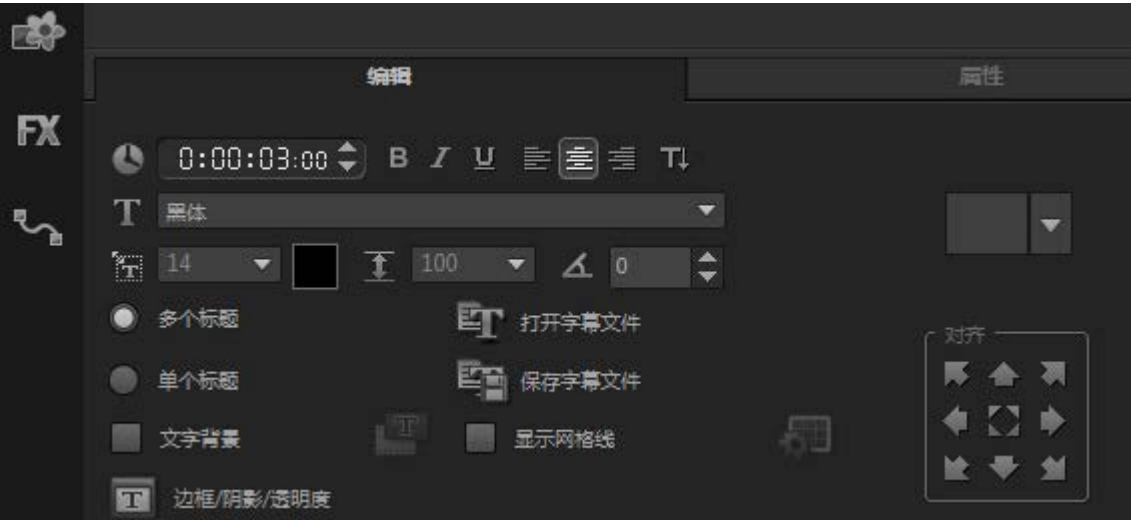 编辑
属性
FX
0:00:03:00 B I U T
T 黑体
T 14 100 0
多个标题 T 打开字幕文件
对齐
单个标题 保存字幕文件
文字背景 T 显示网格线
T 边框/阴影/透明度